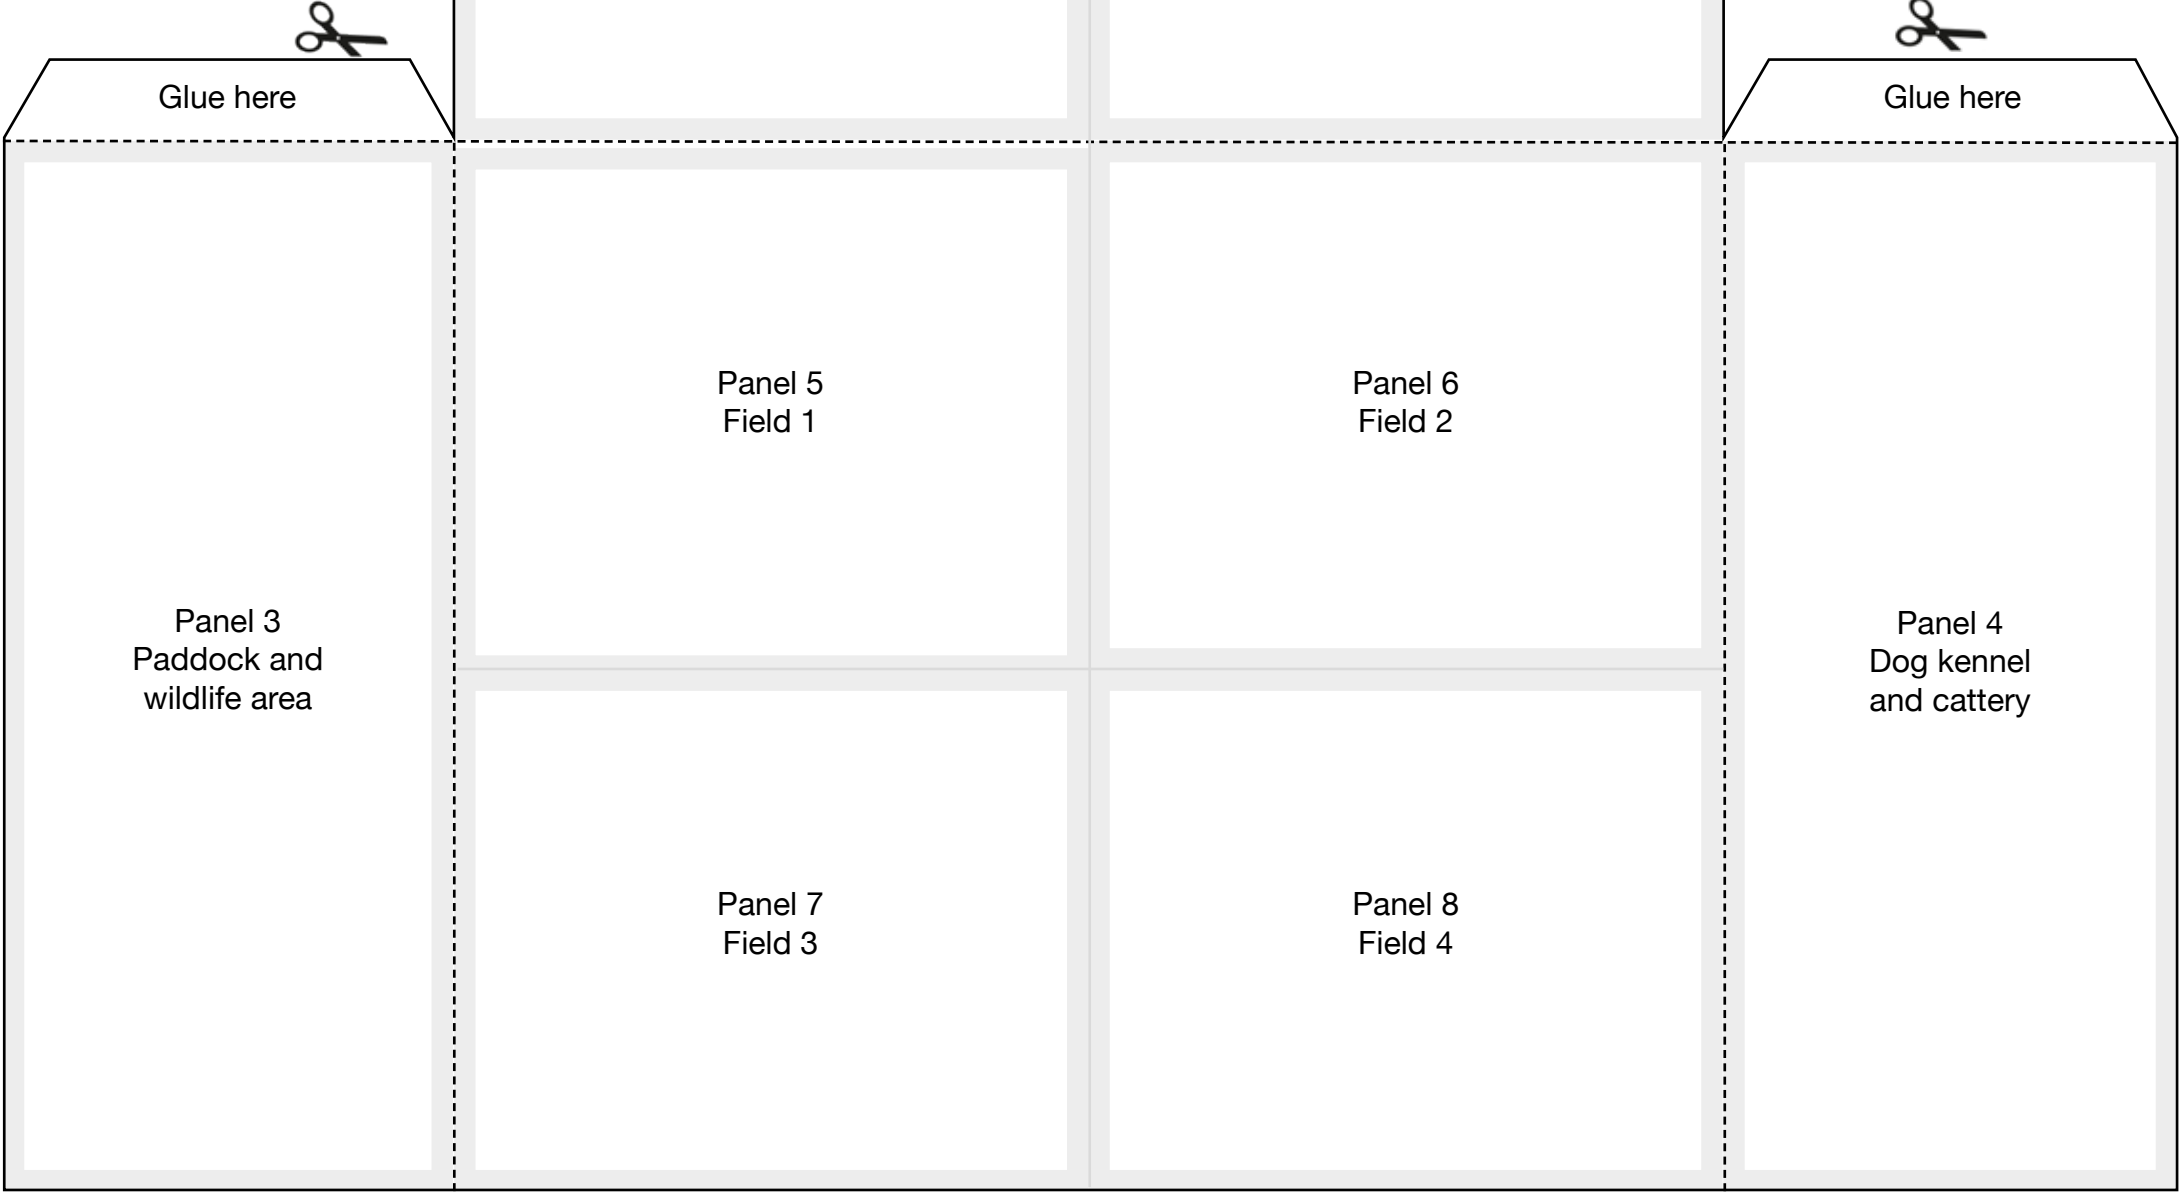 Glue here
Glue here
Panel 5
Field 1
Panel 6
Field 2
Panel 3
Paddock and
wildlife area
Panel 4
Dog kennel
and cattery
Panel 7
Field 3
Panel 8
Field 4